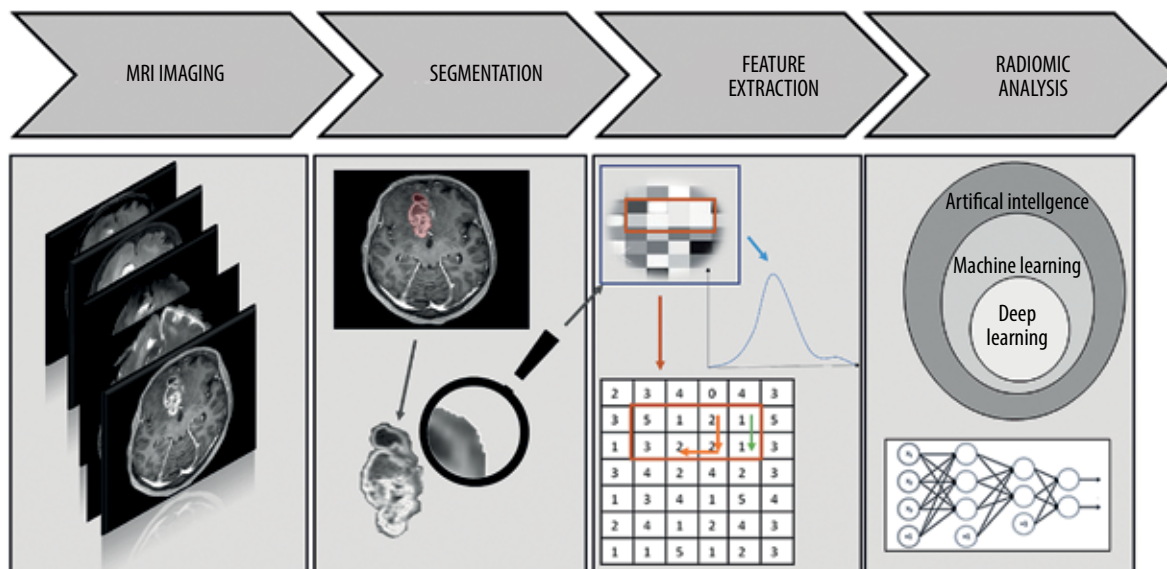 MRI IMAGING
SEGMENTATION
FEATURE
EXTRACTION
RADIOMIC
ANALYSIS
Artifical intellgence
Machine learning
Deep
learning
2 3 4 0 4 3
3 5 1 2 1 5
1 3 2 2 1 3
3 4 2 4 2 3
1 3 4 1 5 4
2 4 1 2 4 3
1 1 5 1 2 3